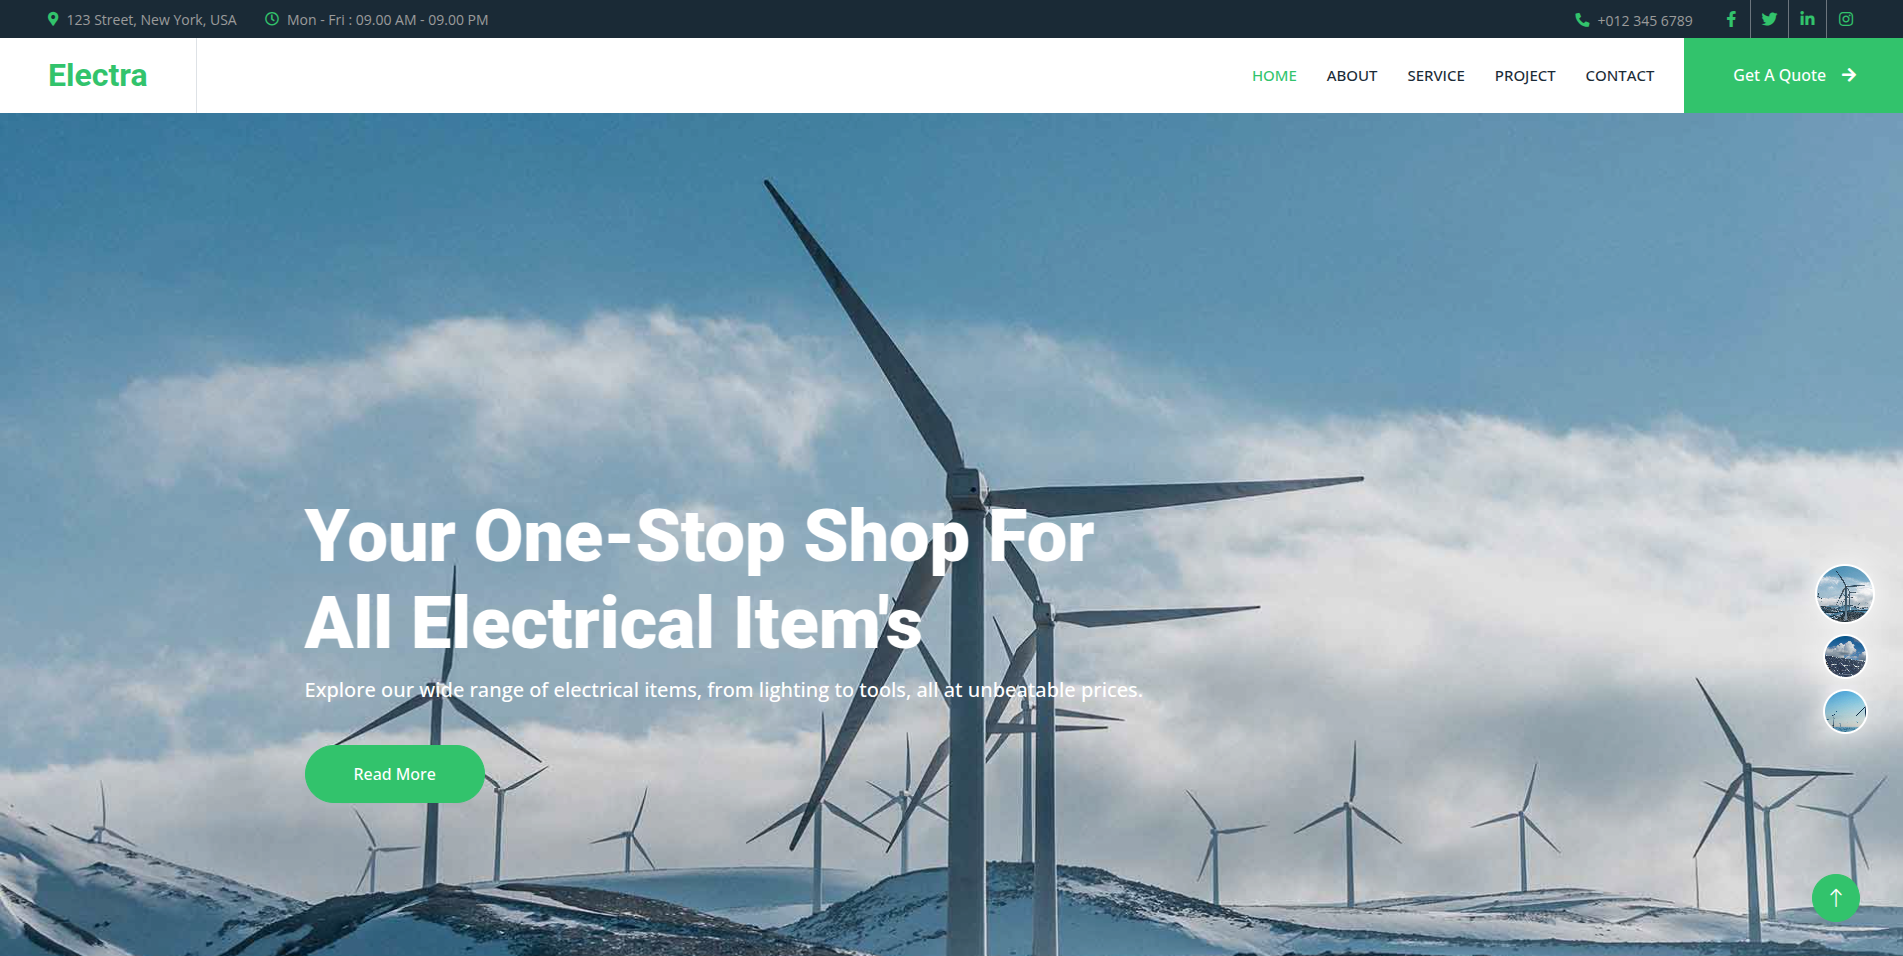 123 Street, New York, USA
Mon - Fri : 09.00 AM - 09.00 PM
+012 345 6789
Electra
HOME
ABOUT
SERVICE
PROJECT
CONTACT
Get A Quote
Your One-Stop Shop For
All Electrical Item's
Explore our wide range of electrical items, from lighting to tools, all at unbeatable prices.
Read More